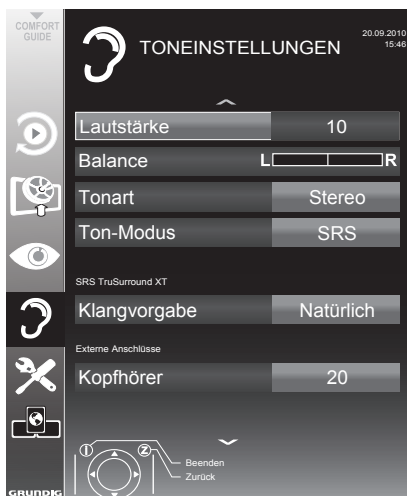 COMFORT
GUIDE
TONEINSTELLUNGEN
20.09.2010
15:46
Lautstärke 10
Balance L R
Tonart Stereo
Ton-Modus SRS
SRS TruSurround XT
Klangvorgabe Natürlich
Externe Anschlüsse
Kopfhörer 20
Beenden
Zurück
GRUNDIG